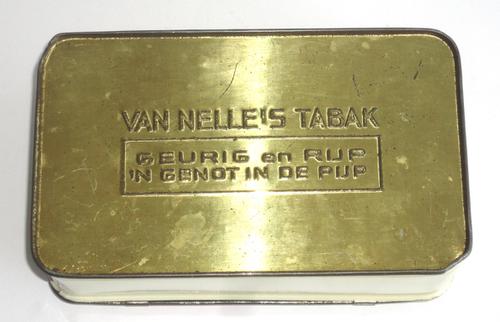 VAN NELLE'S TABAK
GEURIG en RIJP
'N GENOT IN DE PIJP